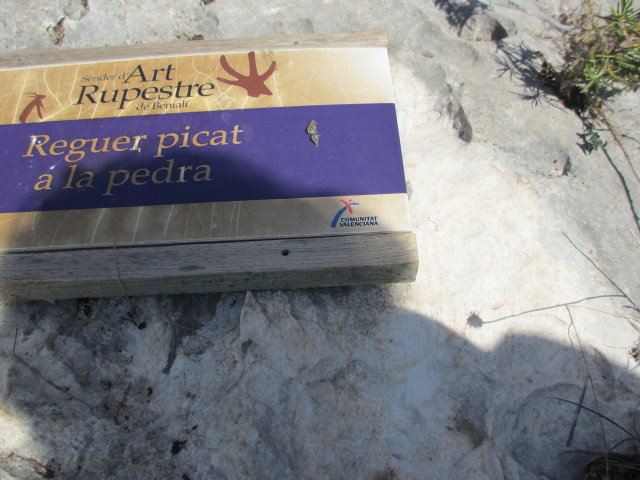 Sender d'Art
Rupestre
de Benialí
Reguer picat
a la pedra
COMUNITAT
VALENCIANA